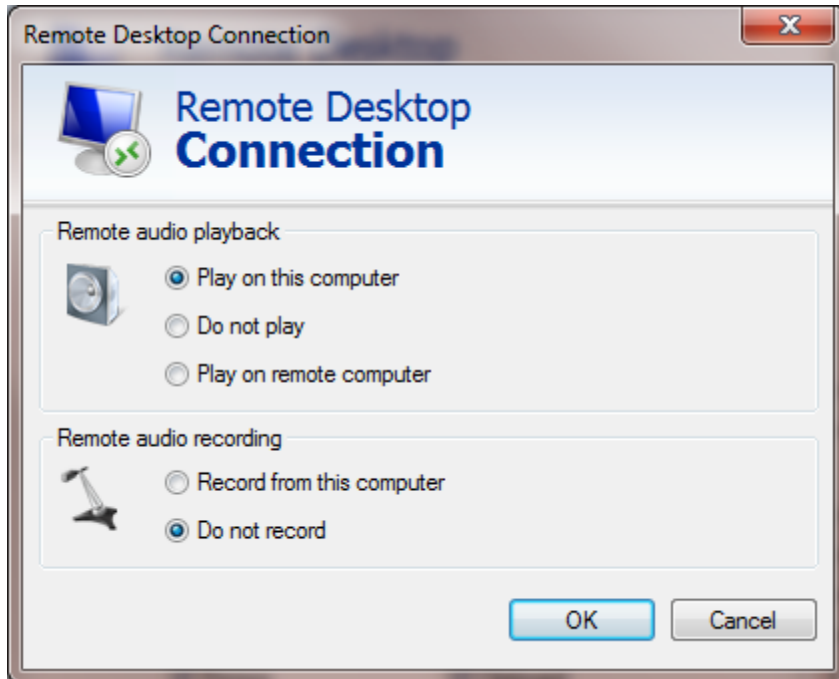 Remote Desktop Connection
Remote Desktop
Connection
Remote audio playback
Play on this computer
Do not play
Play on remote computer
Remote audio recording
Record from this computer
Do not record
OK Cancel